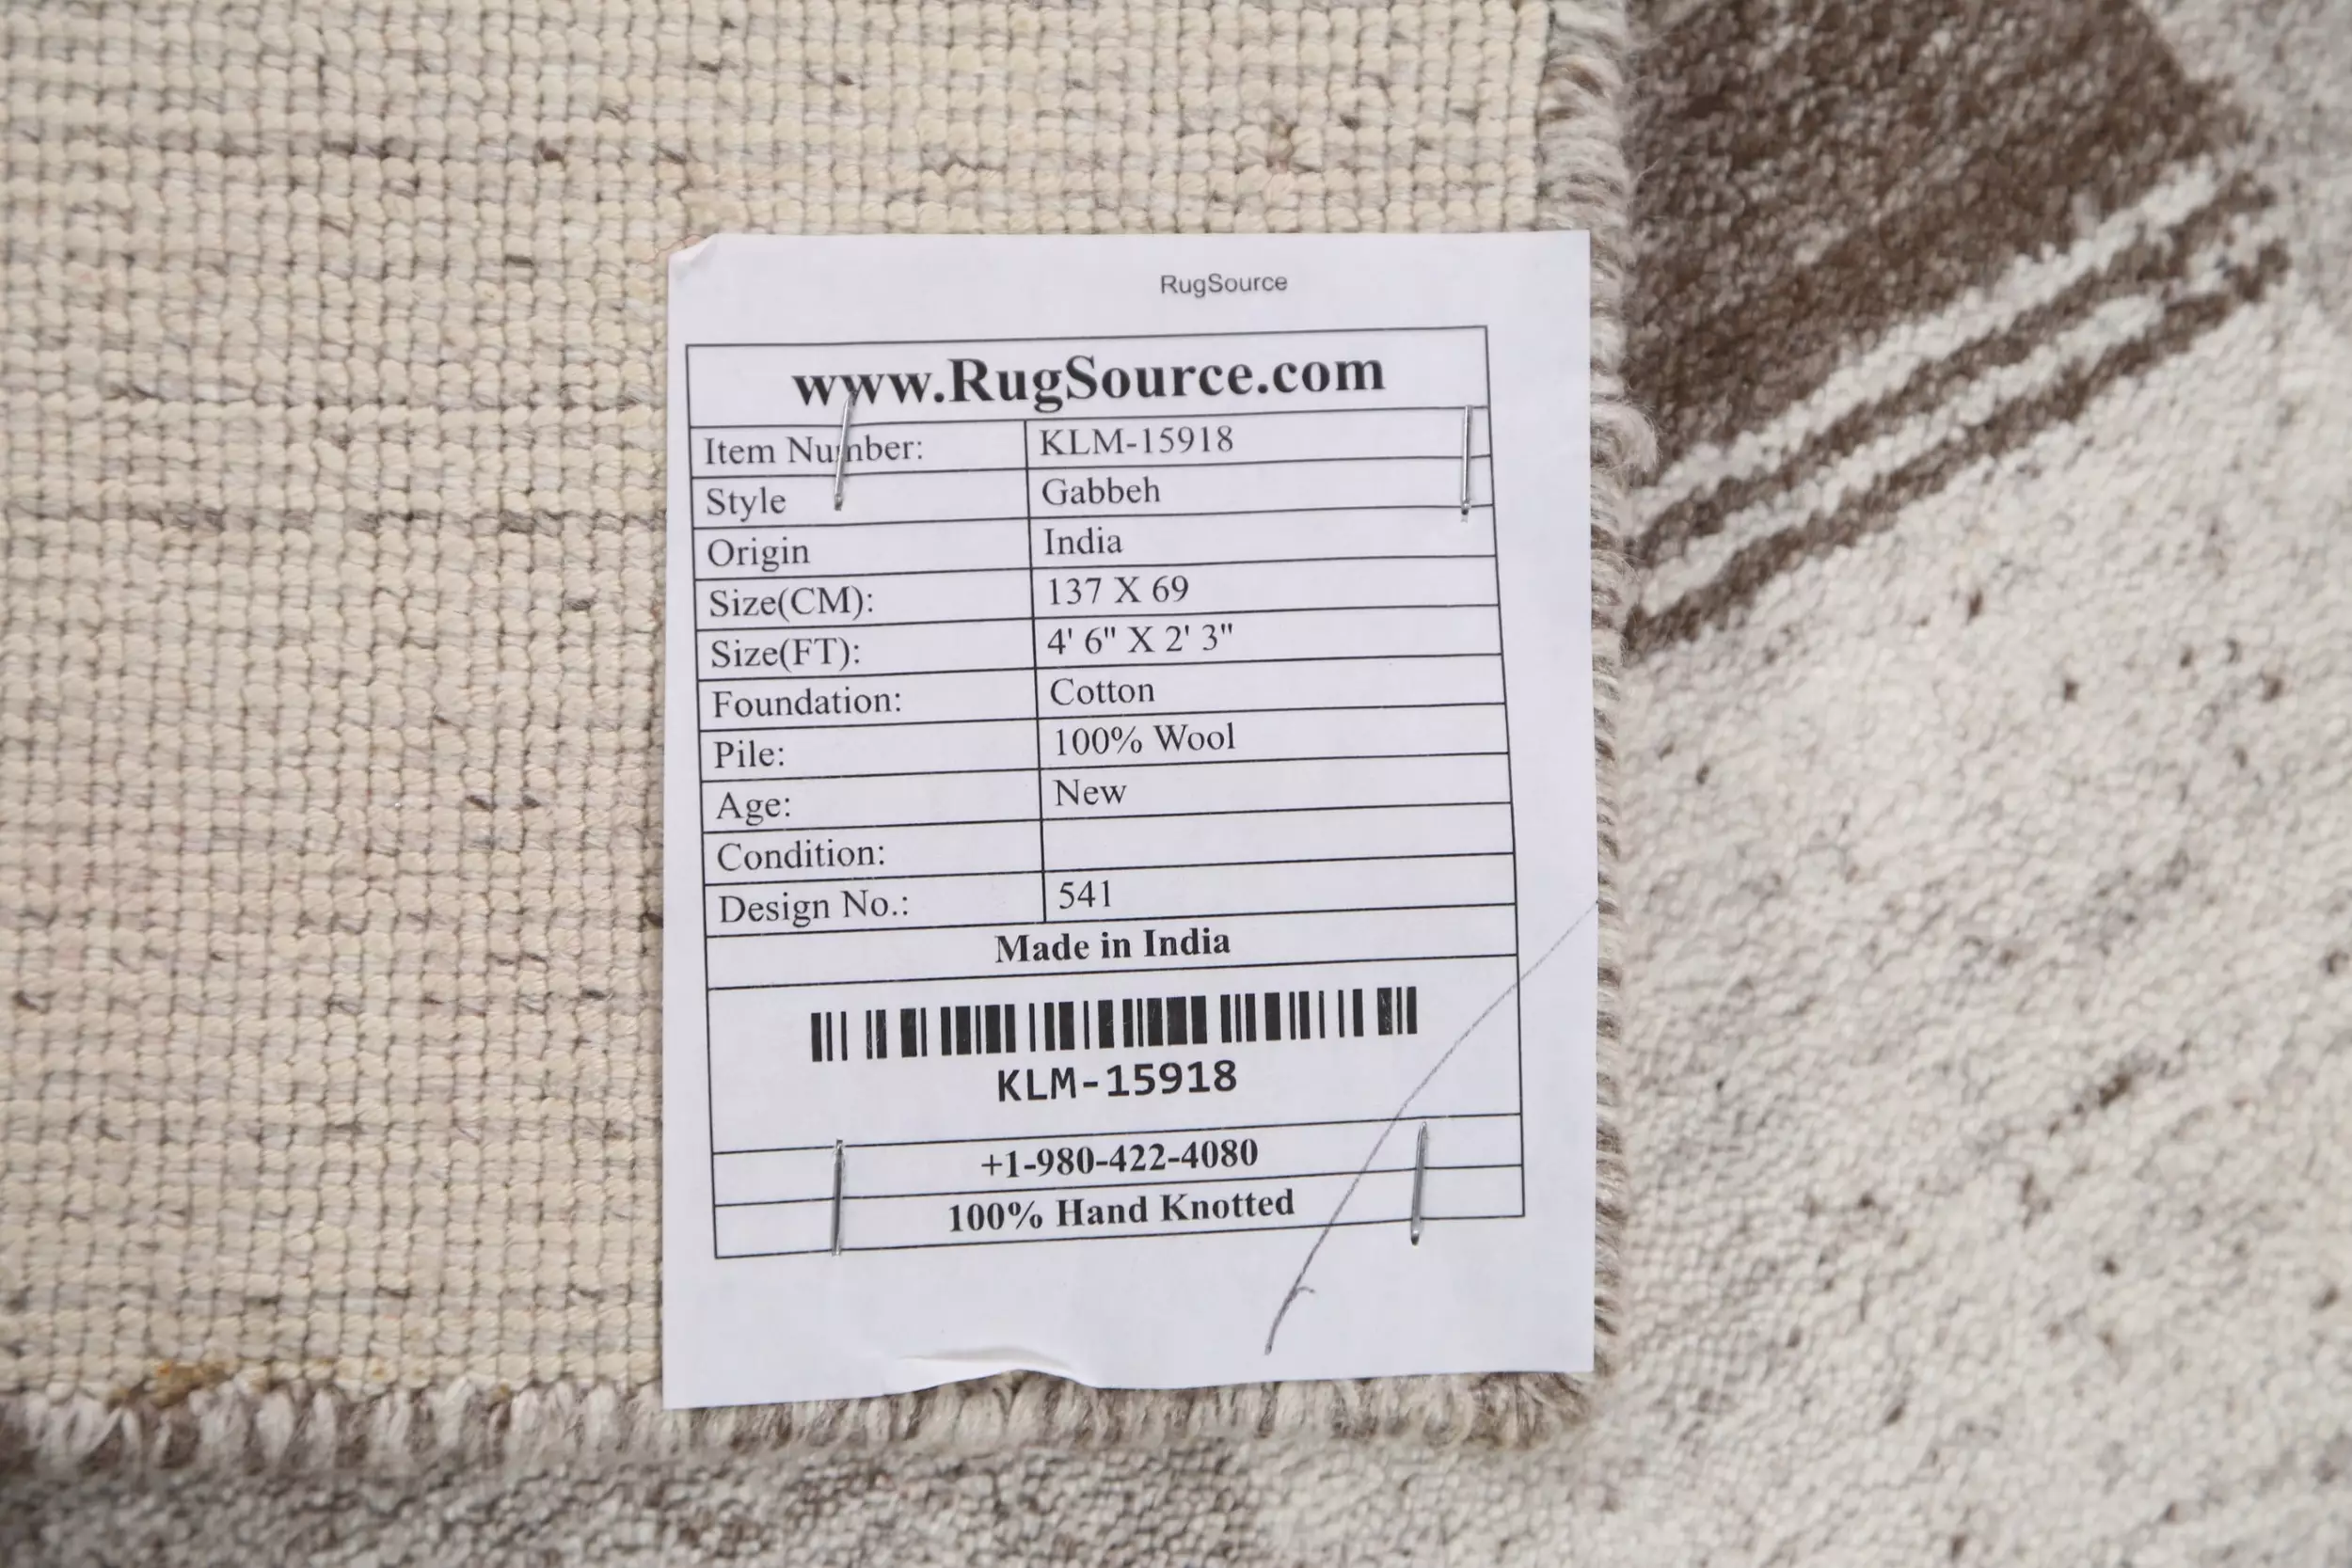 RugSource
www.RugSource.com
Item Number: KLM-15918
Style Gabbeh
Origin India
Size(CM): 137 X 69
Size(FT): 4' 6" X 2' 3"
Foundation: Cotton
Pile: 100% Wool
Age: New
Condition:
Design No.: 541
Made in India
KLM-15918
+1-980-422-4080
100% Hand Knotted